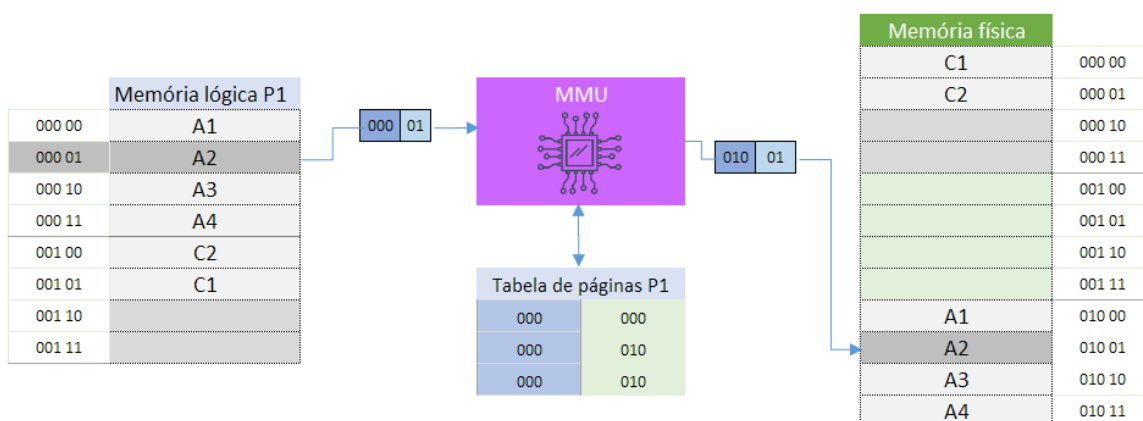 Memória lógica P1
000 00 A1
000 01 A2
000 10 A3
000 11 A4
001 00 C2
001 01 C1
001 10
001 11
000 01
MMU
010 01
Tabela de páginas P1
000 000
000 010
000 010
Memória física
C1 000 00
C2 000 01
000 10
000 11
001 00
001 01
001 10
001 11
A1 010 00
A2 010 01
A3 010 10
A4 010 11